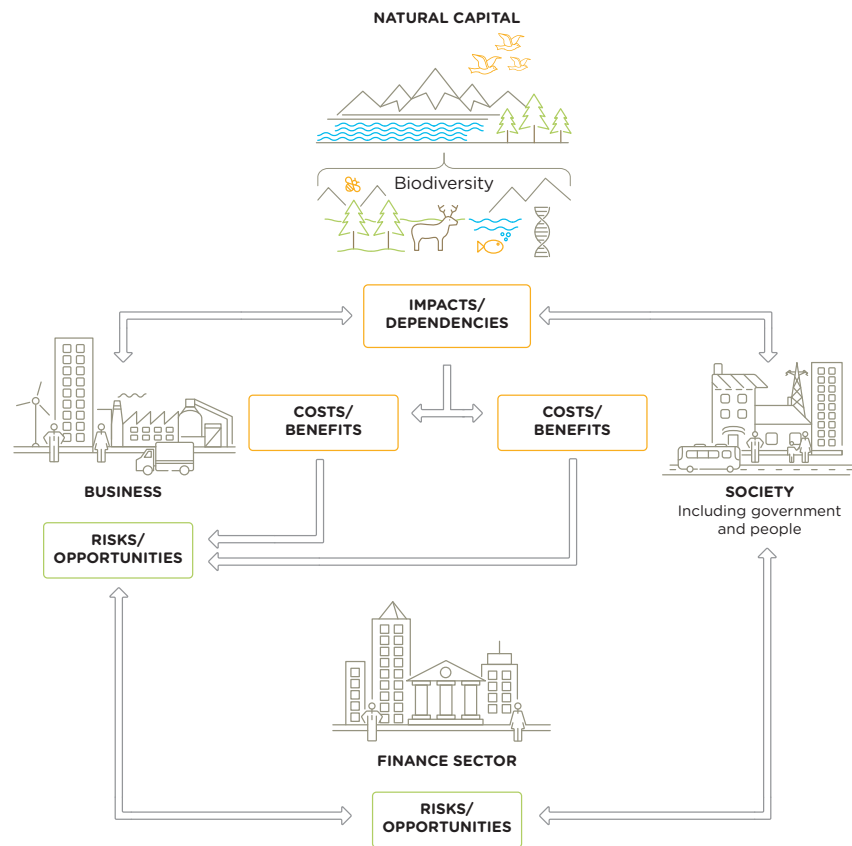 NATURAL CAPITAL
Biodiversity
IMPACTS/
DEPENDENCIES
COSTS/
BENEFITS
COSTS/
BENEFITS
BUSINESS
SOCIETY
Including government
and people
RISKS/
OPPORTUNITIES
FINANCE SECTOR
RISKS/
OPPORTUNITIES